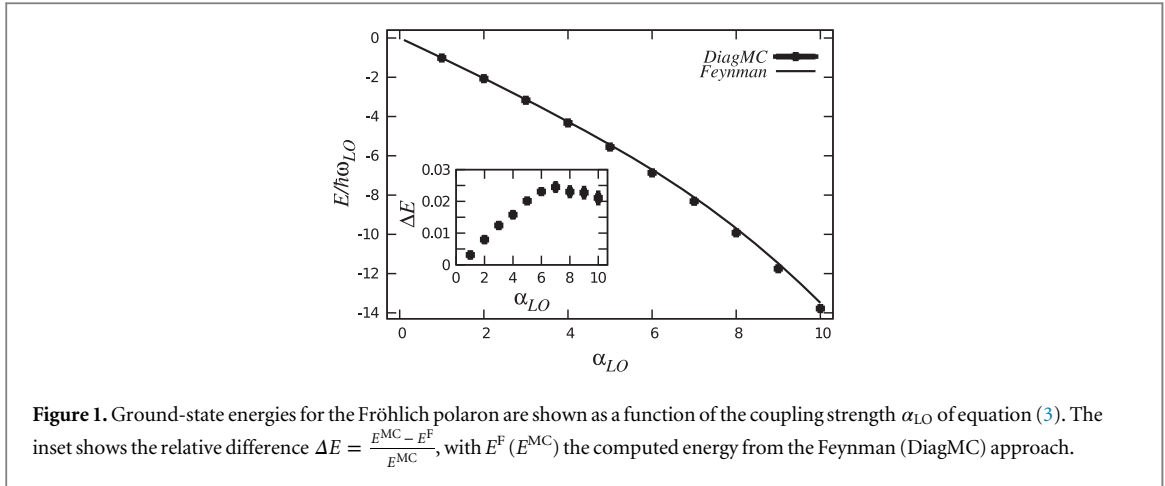 0
-2
-4
-6
-8
-10
-12
-14
E/ħω_LO
DiagMC
Feynman
0.03
0.02
0.01
0
ΔE
0 2 4 6 8 10
α_LO
0 2 4 6 8 10
α_LO
Figure 1. Ground-state energies for the Fröhlich polaron are shown as a function of the coupling strength α_LO of equation (3). The
inset shows the relative difference ΔE = (E^MC − E^F)/E^MC, with E^F (E^MC) the computed energy from the Feynman (DiagMC) approach.